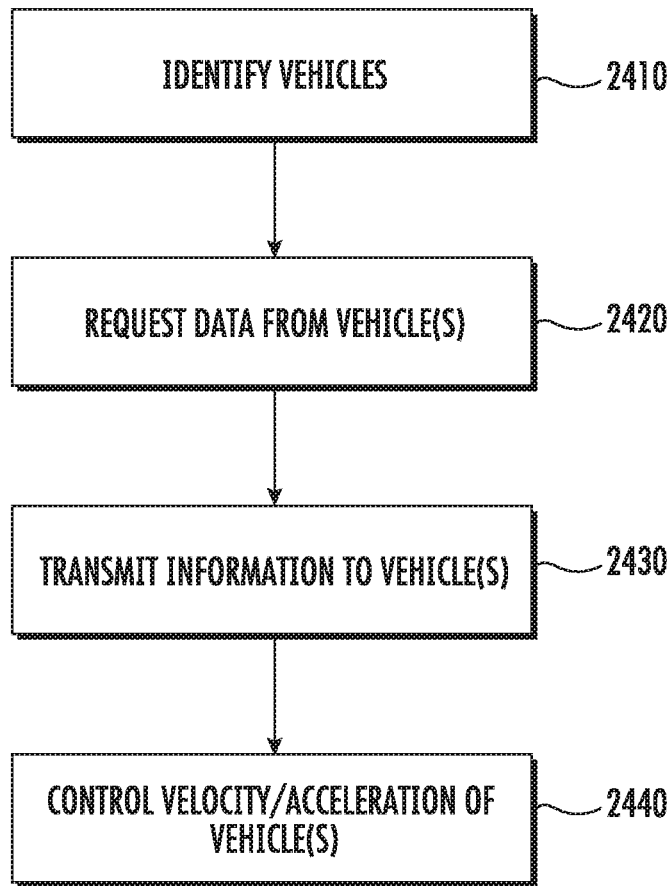 IDENTIFY VEHICLES
2410
REQUEST DATA FROM VEHICLE(S)
2420
TRANSMIT INFORMATION TO VEHICLE(S)
2430
CONTROL VELOCITY/ACCELERATION OF
VEHICLE(S)
2440